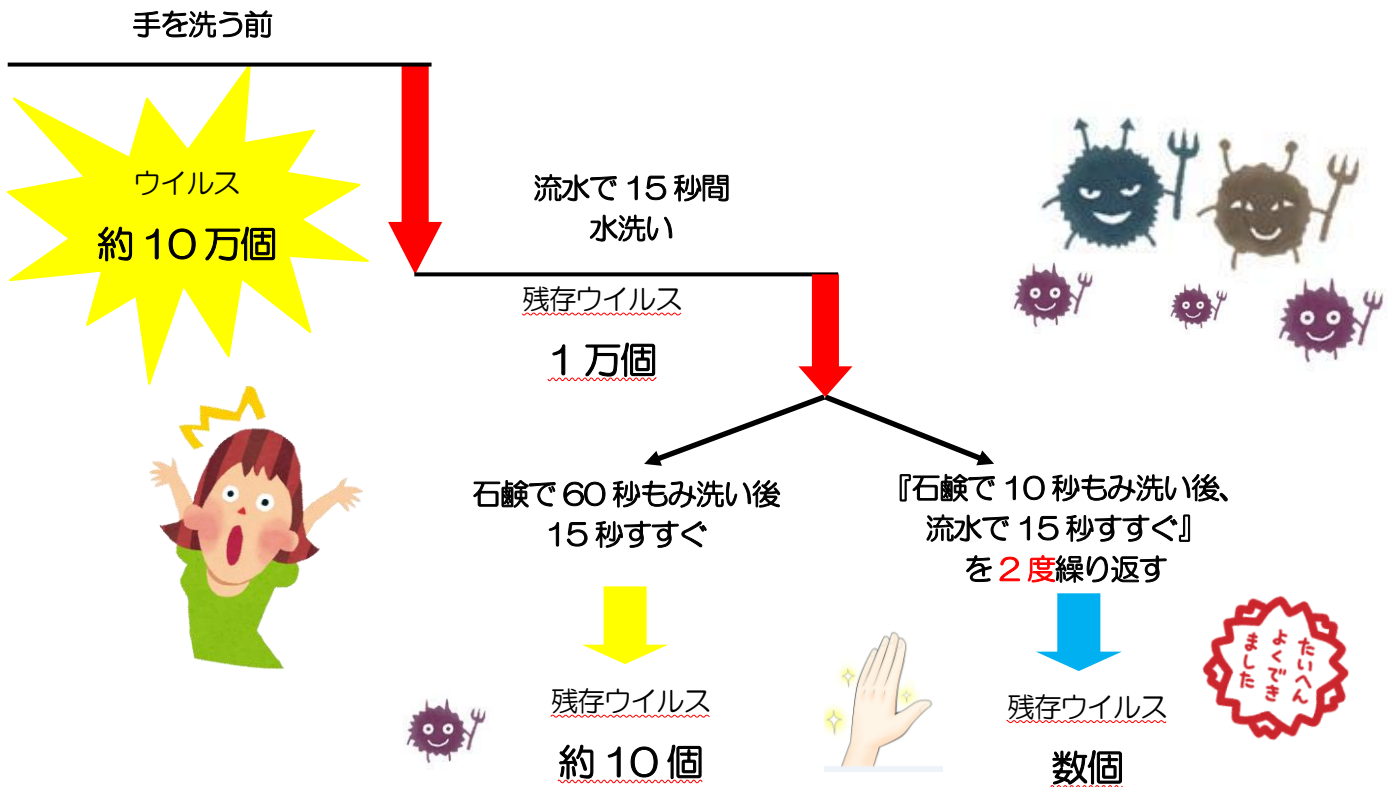 手を洗う前
ウイルス
約10万個
流水で15秒間
水洗い
残存ウイルス
1万個
石鹸で60秒もみ洗い後
15秒すすぐ
『石鹸で10秒もみ洗い後、
流水で15秒すすぐ』
を2度繰り返す
残存ウイルス
約10個
残存ウイルス
数個
たいへん
よくでき
ました